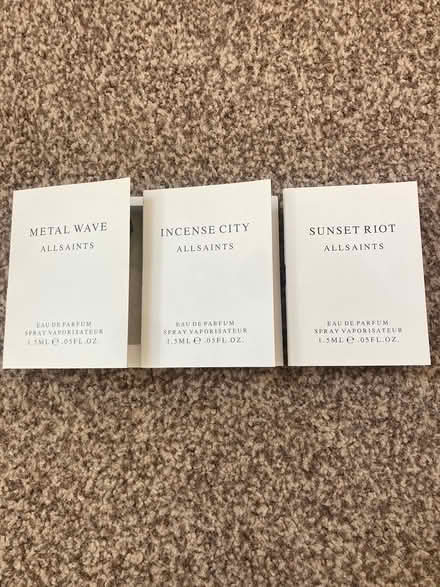 METAL WAVE
ALLSAINTS
EAU DE PARFUM
SPRAY VAPORISATEUR
1.5ML ℮ .05FL.OZ.
INCENSE CITY
ALLSAINTS
EAU DE PARFUM
SPRAY VAPORISATEUR
1.5ML ℮ .05FL.OZ.
SUNSET RIOT
ALLSAINTS
EAU DE PARFUM
SPRAY VAPORISATEUR
1.5ML ℮ .05FL.OZ.